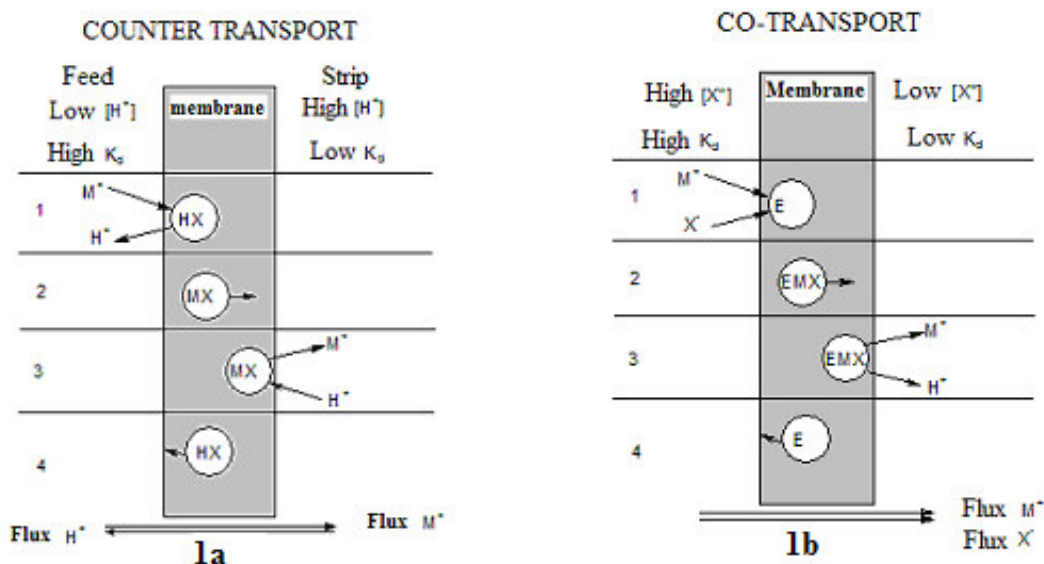 COUNTER TRANSPORT
Feed
Strip
Low [H⁺]
membrane
High [H⁺]
High Kd
Low Kd
1
M⁺
HX
H⁺
2
MX
3
MX
M⁺
H⁺
4
HX
Flux H⁺
Flux M⁺
1a
CO-TRANSPORT
High [X⁻]
Membrane
Low [X⁻]
High Kd
Low Kd
1
M⁺
E
X⁻
2
EMX
3
EMX
M⁺
H⁺
4
E
Flux M⁺
Flux X⁻
1b